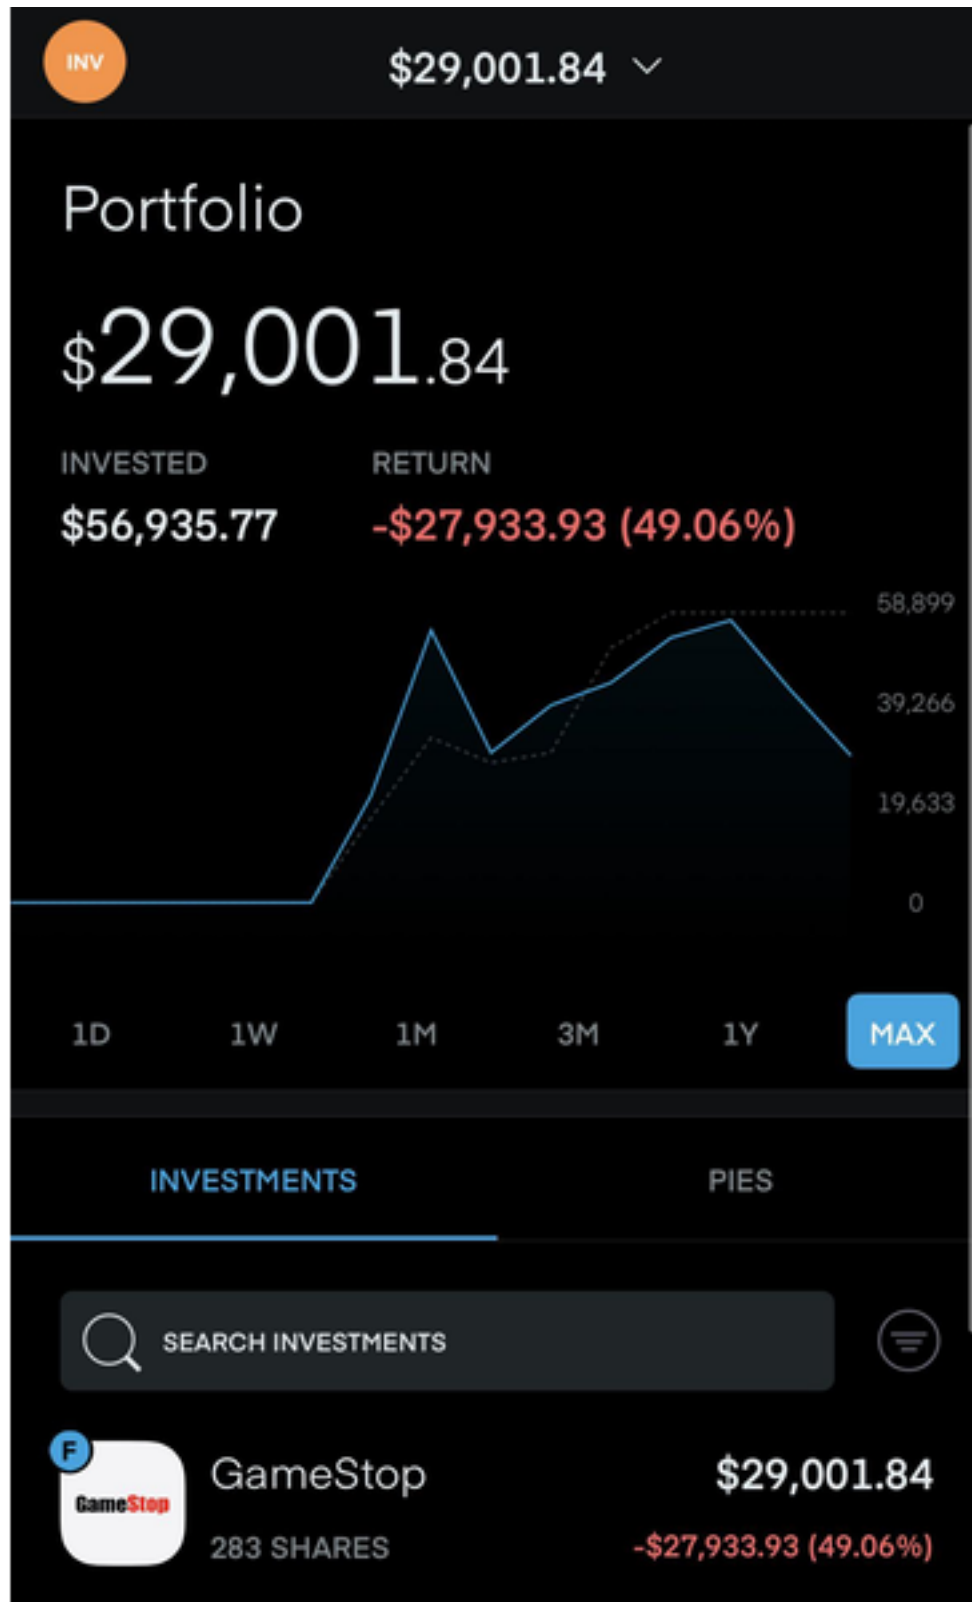 INV
$29,001.84
Portfolio
$29,001.84
INVESTED RETURN
$56,935.77 -$27,933.93 (49.06%)
58,899
39,266
19,633
0
1D 1W 1M 3M 1Y MAX
INVESTMENTS PIES
SEARCH INVESTMENTS
F
GameStop
GameStop $29,001.84
283 SHARES -$27,933.93 (49.06%)